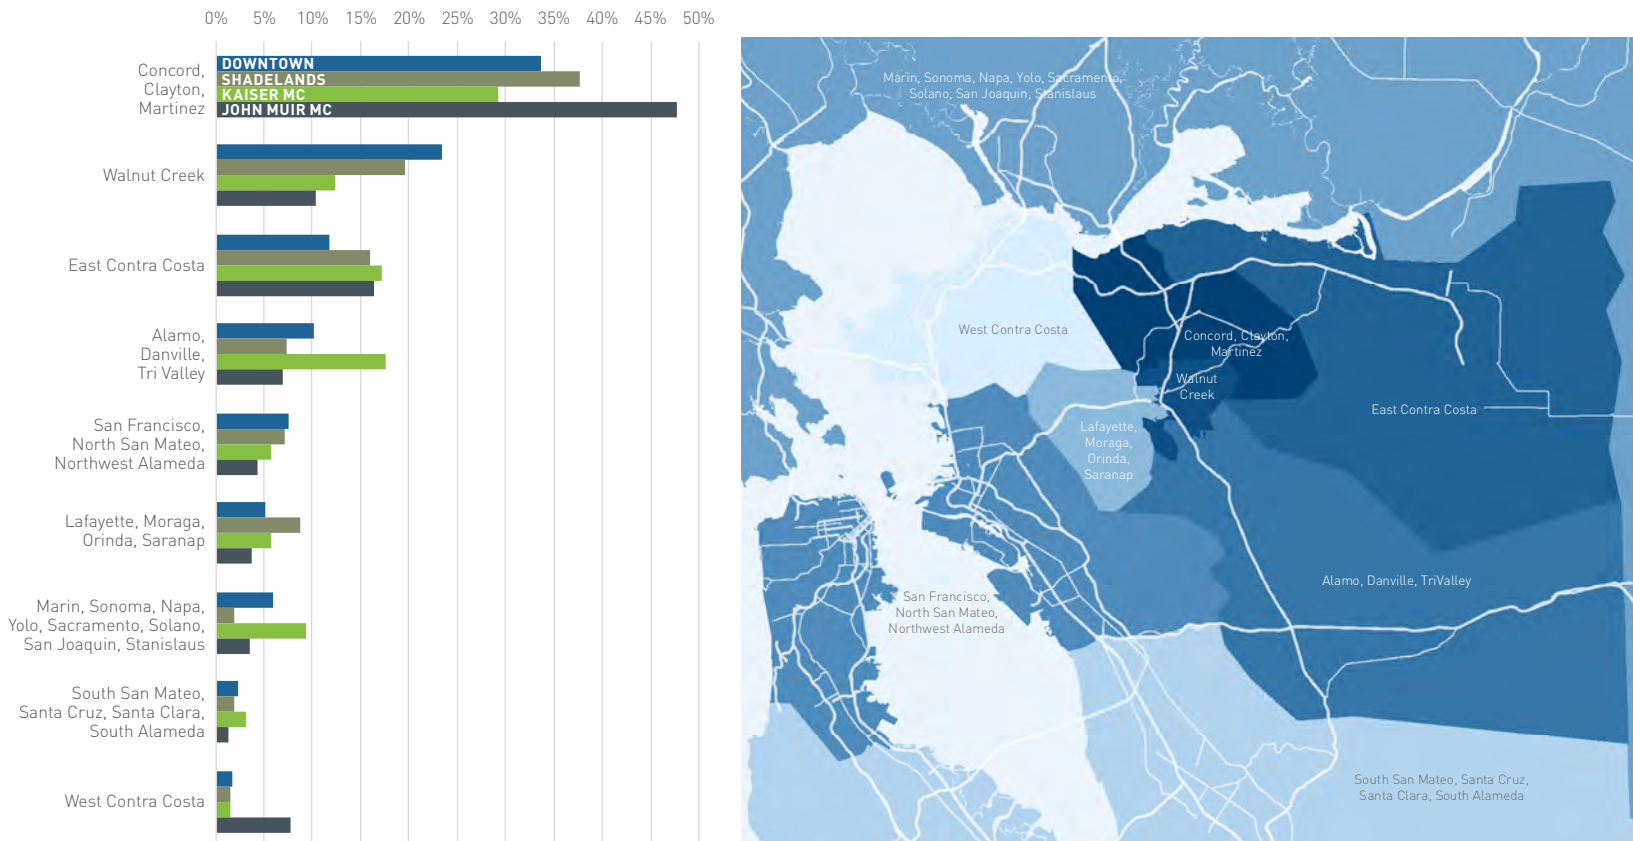 0% 5% 10% 15% 20% 25% 30% 35% 40% 45% 50%
Concord,
Clayton,
Martinez
DOWNTOWN
SHADELANDS
KAISER MC
JOHN MUIR MC
Walnut Creek
East Contra Costa
Alamo,
Danville,
Tri Valley
San Francisco,
North San Mateo,
Northwest Alameda
Lafayette, Moraga,
Orinda, Saranap
Marin, Sonoma, Napa,
Yolo, Sacramento, Solano,
San Joaquin, Stanislaus
South San Mateo,
Santa Cruz, Santa Clara,
South Alameda
West Contra Costa
Marin, Sonoma, Napa, Yolo, Sacramento,
Solano, San Joaquin, Stanislaus
West Contra Costa
Concord, Clayton,
Martinez
Walnut
Creek
East Contra Costa
Lafayette,
Moraga,
Orinda,
Saranap
Alamo, Danville, TriValley
San Francisco,
North San Mateo,
Northwest Alameda
South San Mateo, Santa Cruz,
Santa Clara, South Alameda